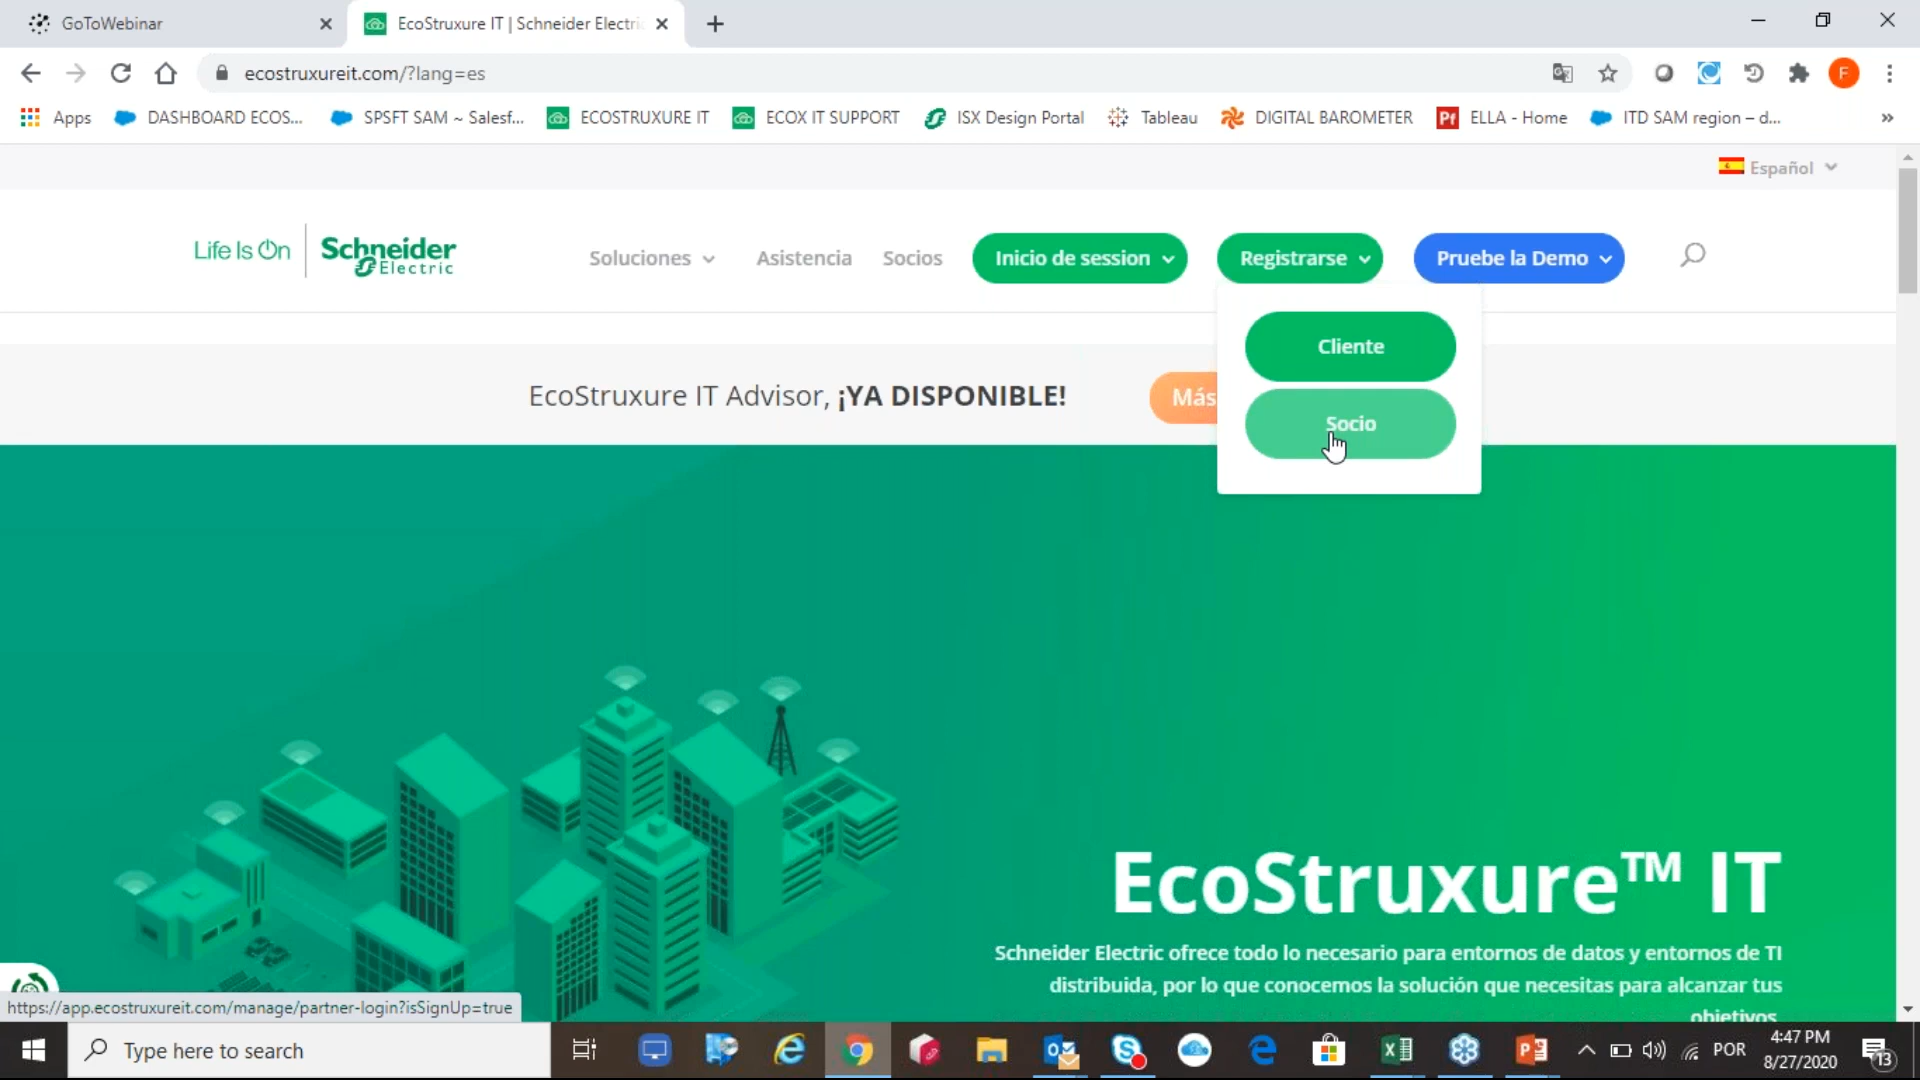 GoToWebinar
EcoStruxure IT | Schneider Electri
ecostruxureit.com/?lang=es
F
Apps
DASHBOARD ECOS...
SPSFT SAM ~ Salesf...
ECOSTRUXURE IT
ECOX IT SUPPORT
ISX Design Portal
Tableau
DIGITAL BAROMETER
ELLA - Home
ITD SAM region – d...
»
Español
Life Is On
Schneider
Electric
Soluciones
Asistencia
Socios
Inicio de session
Registrarse
Pruebe la Demo
Cliente
Socio
EcoStruxure IT Advisor, ¡YA DISPONIBLE!
Más
EcoStruxure™ IT
Schneider Electric ofrece todo lo necesario para entornos de datos y entornos de TI
distribuida, por lo que conocemos la solución que necesitas para alcanzar tus
objetivos.
https://app.ecostruxureit.com/manage/partner-login?isSignUp=true
Type here to search
POR
4:47 PM
8/27/2020
13